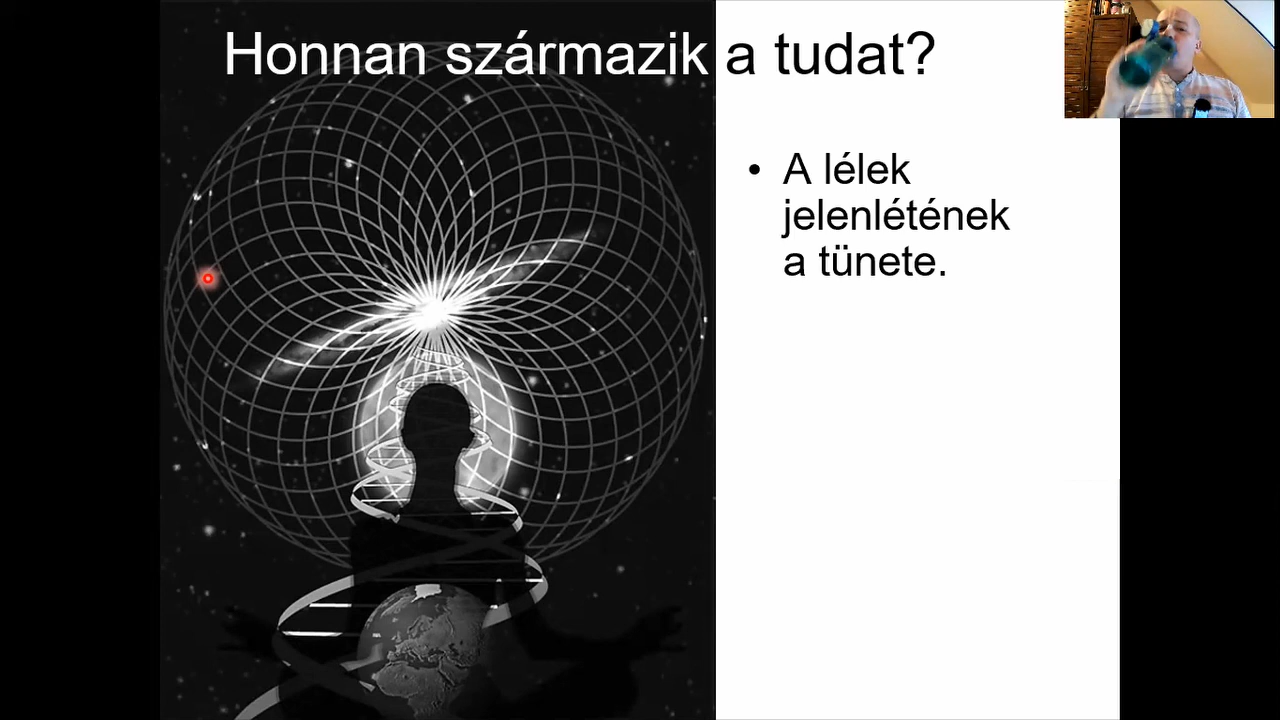 Honnan származik a tudat?
• A lélek
jelenlétének
a tünete.